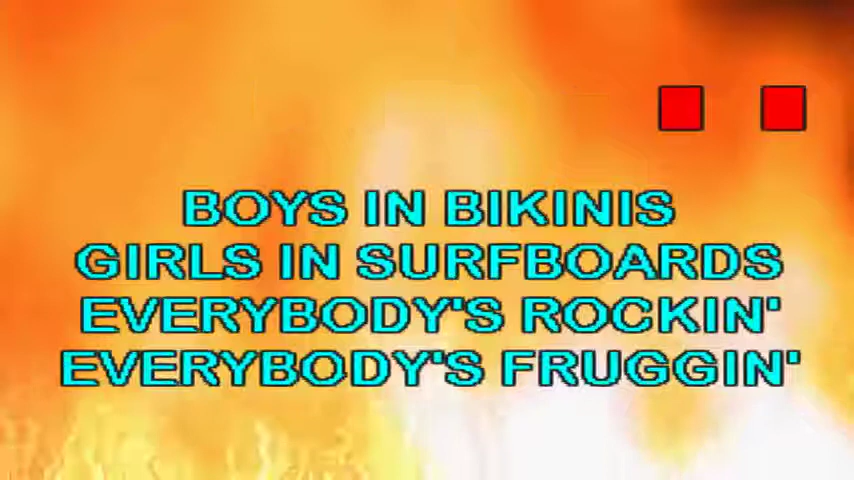 BOYS IN BIKINIS
GIRLS IN SURFBOARDS
EVERYBODY'S ROCKIN'
EVERYBODY'S FRUGGIN'